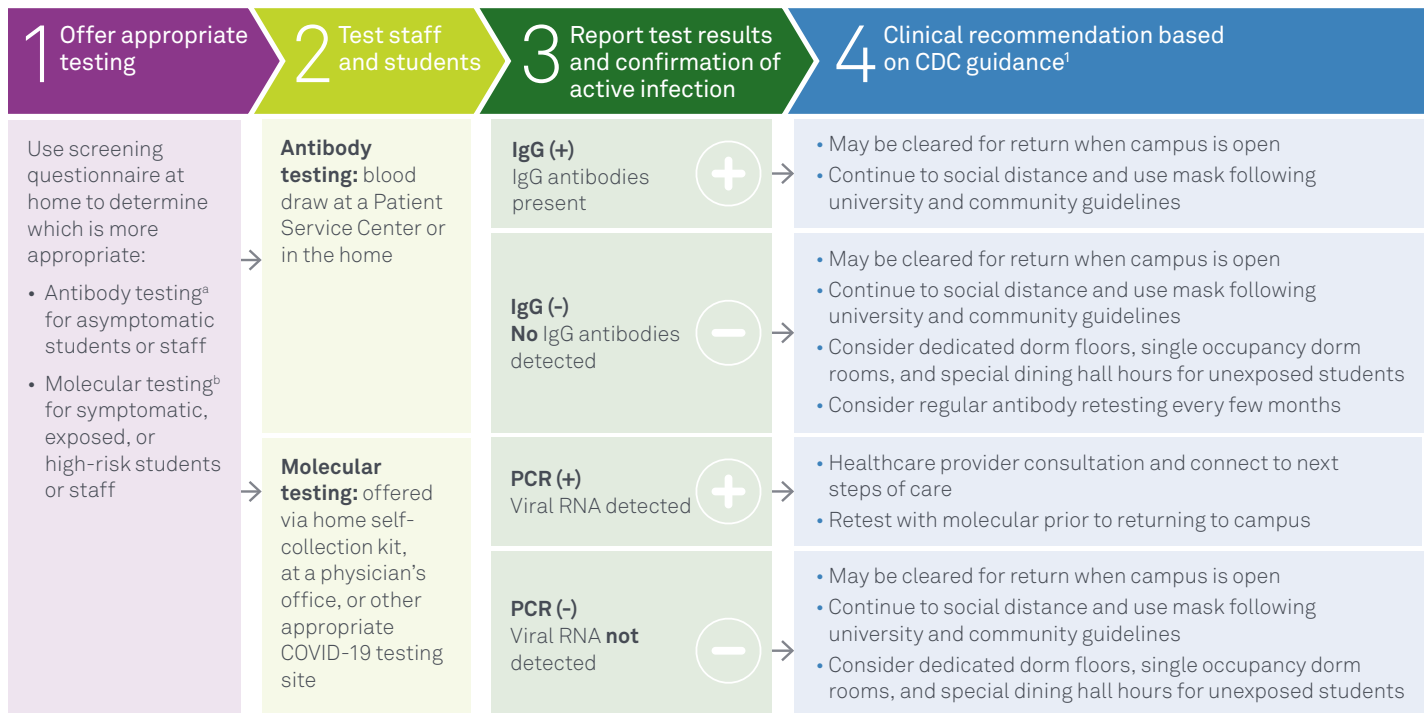 1 Offer appropriate
testing
2 Test staff
and students
3 Report test results
and confirmation of
active infection
4 Clinical recommendation based
on CDC guidance¹
Use screening
questionnaire at
home to determine
which is more
appropriate:
• Antibody testingᵃ
for asymptomatic
students or staff
• Molecular testingᵇ
for symptomatic,
exposed, or
high-risk students
or staff
Antibody
testing: blood
draw at a Patient
Service Center or
in the home
Molecular
testing: offered
via home self-
collection kit,
at a physician’s
office, or other
appropriate
COVID-19 testing
site
IgG (+)
IgG antibodies
present
• May be cleared for return when campus is open
• Continue to social distance and use mask following
university and community guidelines
IgG (-)
No IgG antibodies
detected
• May be cleared for return when campus is open
• Continue to social distance and use mask following
university and community guidelines
• Consider dedicated dorm floors, single occupancy dorm
rooms, and special dining hall hours for unexposed students
• Consider regular antibody retesting every few months
PCR (+)
Viral RNA detected
• Healthcare provider consultation and connect to next
steps of care
• Retest with molecular prior to returning to campus
PCR (-)
Viral RNA not
detected
• May be cleared for return when campus is open
• Continue to social distance and use mask following
university and community guidelines
• Consider dedicated dorm floors, single occupancy dorm
rooms, and special dining hall hours for unexposed students